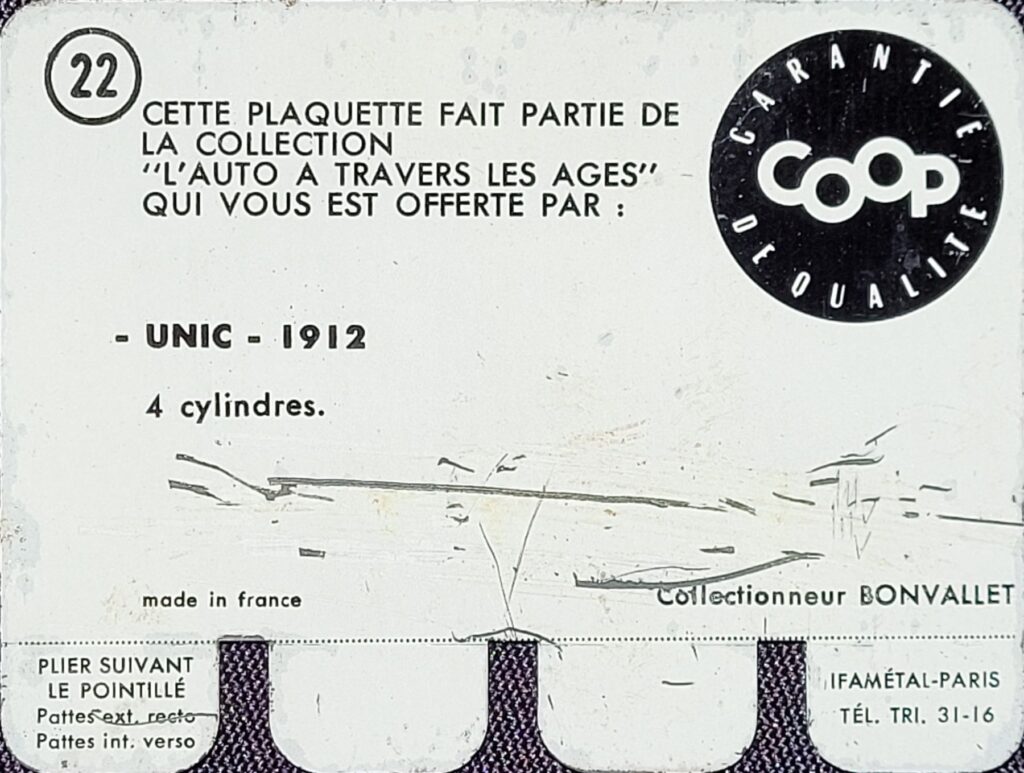 22
CETTE PLAQUETTE FAIT PARTIE DE
LA COLLECTION
"L'AUTO A TRAVERS LES AGES"
QUI VOUS EST OFFERTE PAR :
GARANTIE
COOP
DE QUALITE
- UNIC - 1912
4 cylindres.
made in france
Collectionneur BONVALLET
PLIER SUIVANT
LE POINTILLÉ
Pattes ext. recto
Pattes int. verso
IFAMÉTAL-PARIS
TÉL. TRI. 31-16